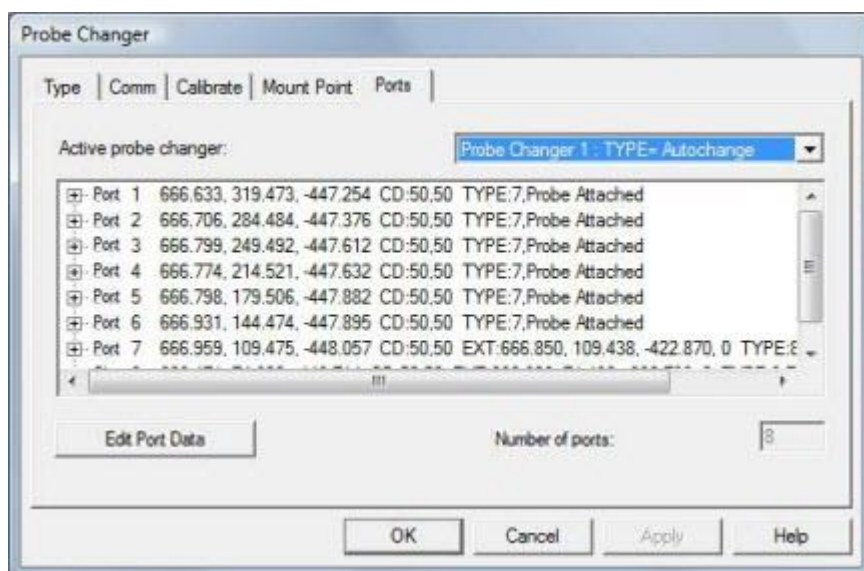 Probe Changer
Type Comm Calibrate Mount Point Ports
Active probe changer: Probe Changer 1 : TYPE= Autochange
Port 1 666.633, 319.473, -447.254 CD:50,50 TYPE:7,Probe Attached
Port 2 666.706, 284.484, -447.376 CD:50,50 TYPE:7,Probe Attached
Port 3 666.799, 249.492, -447.612 CD:50,50 TYPE:7,Probe Attached
Port 4 666.774, 214.521, -447.632 CD:50,50 TYPE:7,Probe Attached
Port 5 666.798, 179.506, -447.882 CD:50,50 TYPE:7,Probe Attached
Port 6 666.931, 144.474, -447.895 CD:50,50 TYPE:7,Probe Attached
Port 7 666.959, 109.475, -448.057 CD:50,50 EXT:666.850, 109.438, -422.870, 0 TYPE:8
Edit Port Data Number of ports: 8
OK Cancel Apply Help